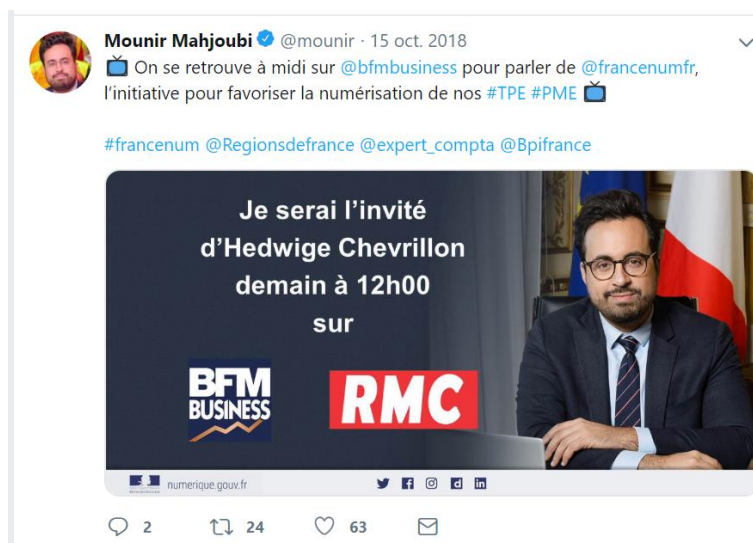 Mounir Mahjoubi @mounir · 15 oct. 2018
On se retrouve à midi sur @bfmbusiness pour parler de @francenumfr,
l'initiative pour favoriser la numérisation de nos #TPE #PME
#francenum @Regionsdefrance @expert_compta @Bpifrance
Je serai l'invité
d'Hedwige Chevrillon
demain à 12h00
sur
BFM
BUSINESS
RMC
numerique.gouv.fr
2 24 63